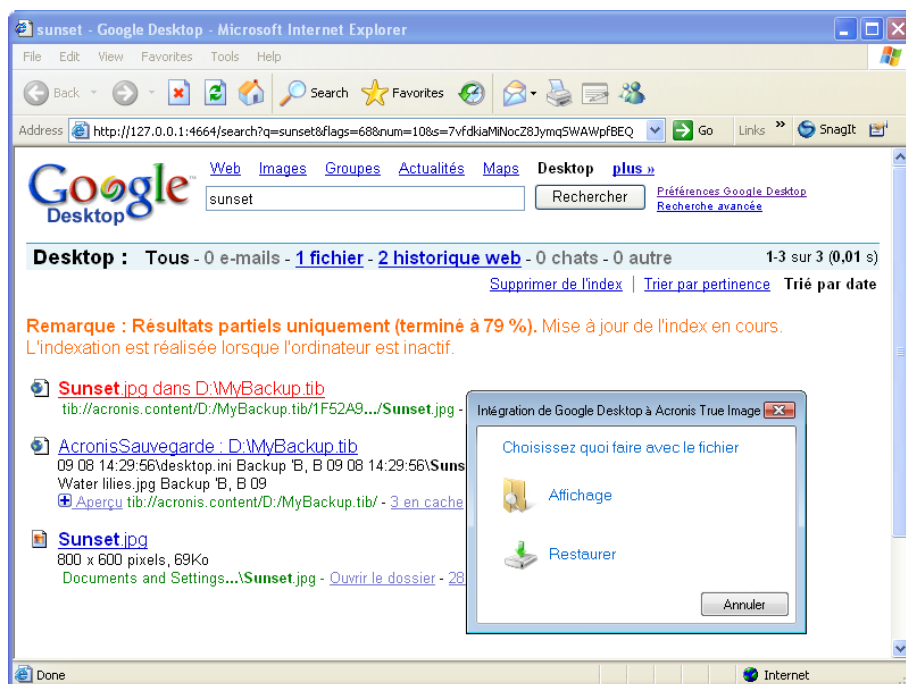 sunset - Google Desktop - Microsoft Internet Explorer
File Edit View Favorites Tools Help
Back Search Favorites
Address http://127.0.0.1:4664/search?q=sunset&flags=68&num=10&s=7vfdkiaMiNocZ8JymqSWAWpfBEQ Go Links » SnagIt
Google Desktop
Web Images Groupes Actualités Maps Desktop plus »
sunset Rechercher
Préférences Google Desktop
Recherche avancée
Desktop : Tous - 0 e-mails - 1 fichier - 2 historique web - 0 chats - 0 autre 1-3 sur 3 (0,01 s)
Supprimer de l'index | Trier par pertinence Trié par date
Remarque : Résultats partiels uniquement (terminé à 79 %). Mise à jour de l'index en cours.
L'indexation est réalisée lorsque l'ordinateur est inactif.
Sunset.jpg dans D:\MyBackup.tib
tib://acronis.content/D:/MyBackup.tib/1F52A9.../Sunset.jpg -
AcronisSauvegarde : D:\MyBackup.tib
09 08 14:29:56\desktop.ini Backup 'B, B 09 08 14:29:56\Suns
Water lilies.jpg Backup 'B, B 09
Aperçu tib://acronis.content/D:/MyBackup.tib/ - 3 en cache
Sunset.jpg
800 x 600 pixels, 69Ko
Documents and Settings...\Sunset.jpg - Ouvrir le dossier - 28
Intégration de Google Desktop à Acronis True Image
Choisissez quoi faire avec le fichier
Affichage
Restaurer
Annuler
Done Internet